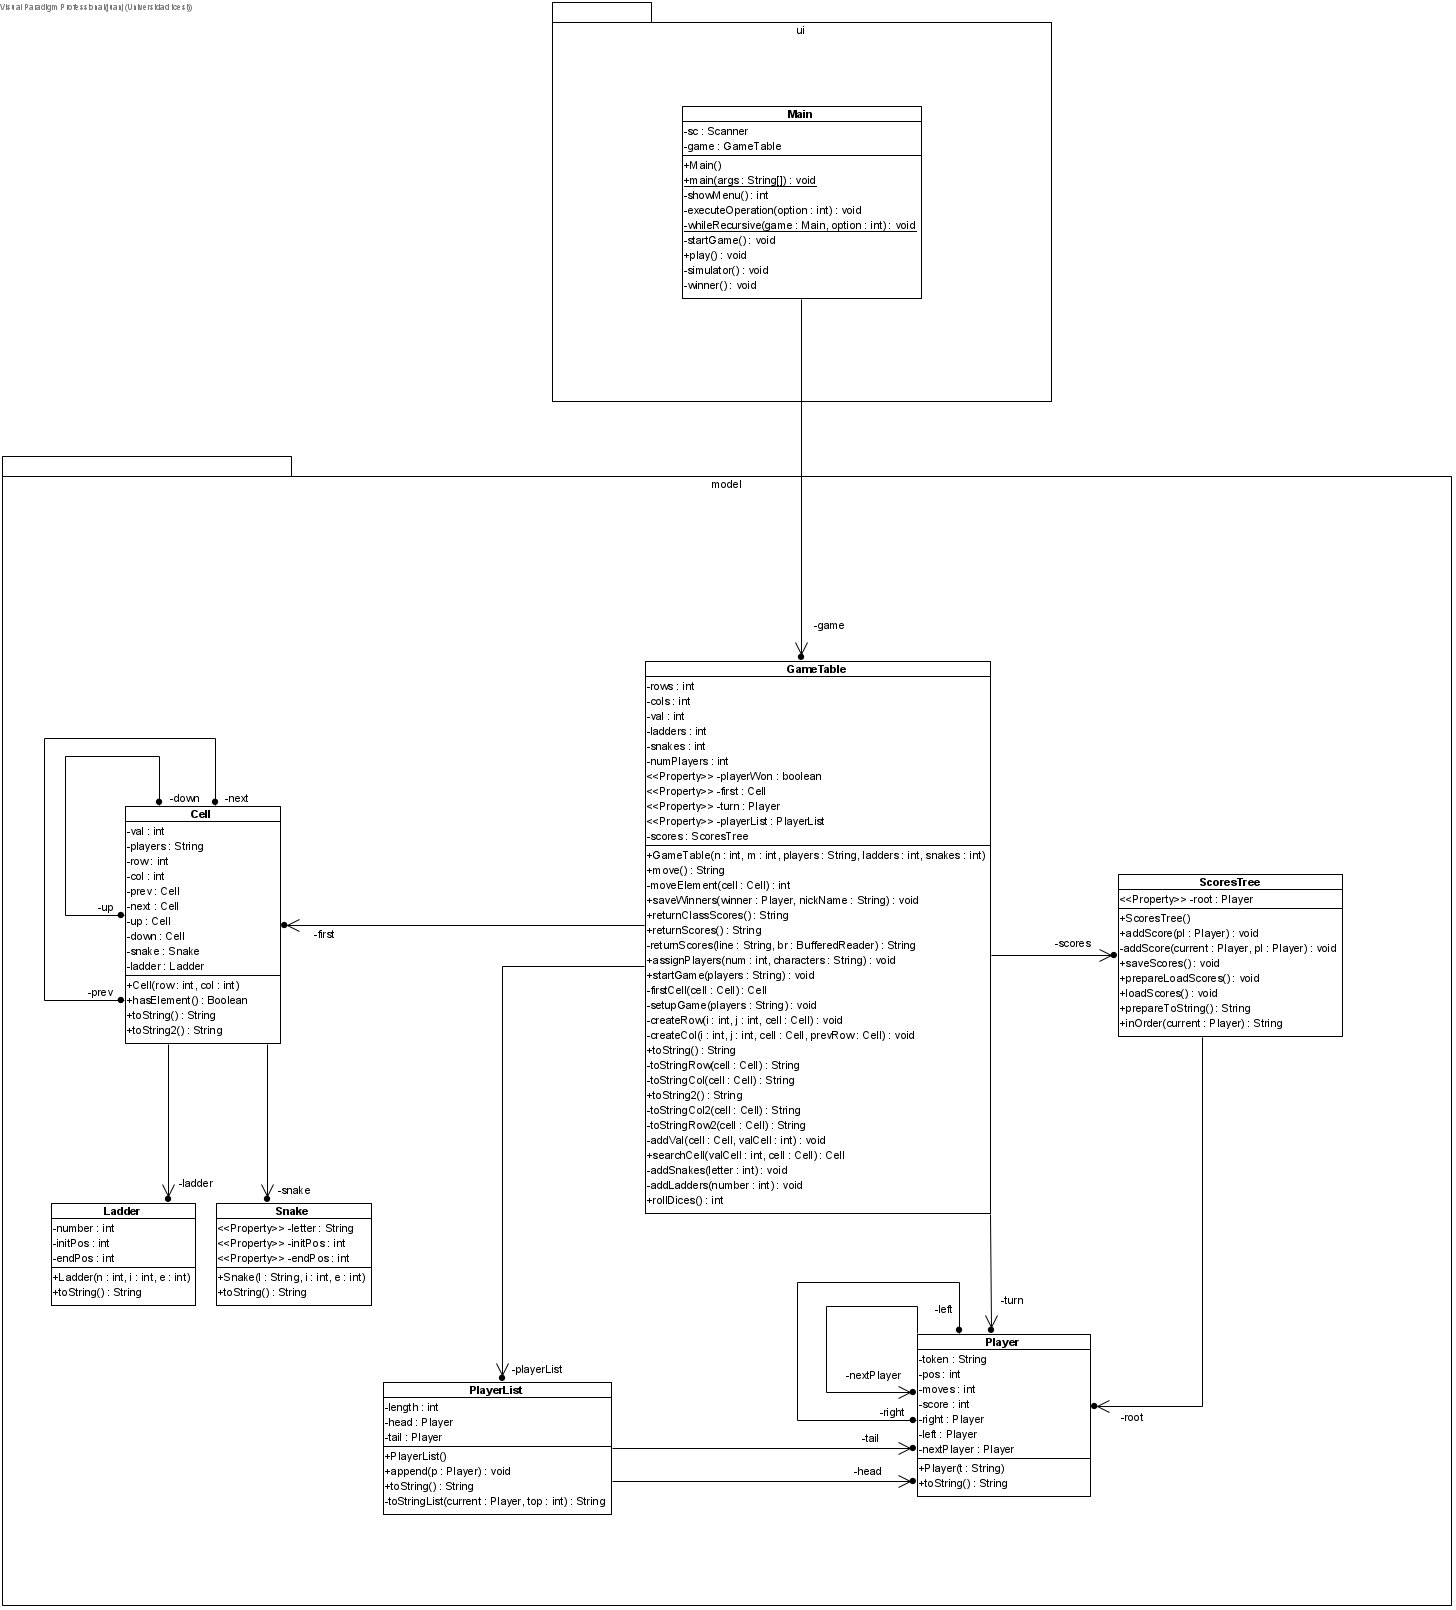 Visual Paradigm Professional(juanj(Universidad Icesi))
ui
Main
-sc : Scanner
-game : GameTable
+Main()
+main(args : String[]) : void
-showMenu() : int
-executeOperation(option : int) : void
-whileRecursive(game : Main, option : int) : void
-startGame() : void
+play() : void
-simulator() : void
-winner() : void
model
-game
GameTable
-rows : int
-cols : int
-val : int
-ladders : int
-snakes : int
-numPlayers : int
<<Property>> -playerWon : boolean
<<Property>> -first : Cell
<<Property>> -turn : Player
<<Property>> -playerList : PlayerList
-scores : ScoresTree
+GameTable(n : int, m : int, players : String, ladders : int, snakes : int)
+move() : String
-moveElement(cell : Cell) : int
+saveWinners(winner : Player, nickName : String) : void
+returnClassScores() : String
+returnScores() : String
-returnScores(line : String, br : BufferedReader) : String
+assignPlayers(num : int, characters : String) : void
+startGame(players : String) : void
-firstCell(cell : Cell) : Cell
-setupGame(players : String) : void
-createRow(i : int, j : int, cell : Cell) : void
-createCol(i : int, j : int, cell : Cell, prevRow : Cell) : void
+toString() : String
-toStringRow(cell : Cell) : String
-toStringCol(cell : Cell) : String
+toString2() : String
-toStringCol2(cell : Cell) : String
-toStringRow2(cell : Cell) : String
-addVal(cell : Cell, valCell : int) : void
+searchCell(valCell : int, cell : Cell) : Cell
-addSnakes(letter : int) : void
-addLadders(number : int) : void
+rollDices() : int
-down
-next
Cell
-val : int
-players : String
-row : int
-col : int
-prev : Cell
-next : Cell
-up : Cell
-down : Cell
-snake : Snake
-ladder : Ladder
+Cell(row : int, col : int)
+hasElement() : Boolean
+toString() : String
+toString2() : String
-up
-prev
-first
-scores
ScoresTree
<<Property>> -root : Player
+ScoresTree()
+addScore(pl : Player) : void
-addScore(current : Player, pl : Player) : void
+saveScores() : void
+prepareLoadScores() : void
+loadScores() : void
+prepareToString() : String
+inOrder(current : Player) : String
-ladder
-snake
Ladder
-number : int
-initPos : int
-endPos : int
+Ladder(n : int, i : int, e : int)
+toString() : String
Snake
<<Property>> -letter : String
<<Property>> -initPos : int
<<Property>> -endPos : int
+Snake(l : String, i : int, e : int)
+toString() : String
-left
-turn
-playerList
-nextPlayer
-right
-tail
-head
-root
PlayerList
-length : int
-head : Player
-tail : Player
+PlayerList()
+append(p : Player) : void
+toString() : String
-toStringList(current : Player, top : int) : String
Player
-token : String
-pos : int
-moves : int
-score : int
-right : Player
-left : Player
-nextPlayer : Player
+Player(t : String)
+toString() : String